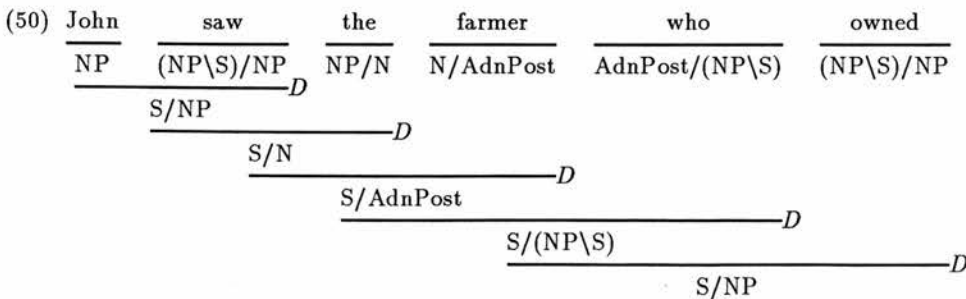 (50) John saw the farmer who owned
NP (NP\S)/NP NP/N N/AdnPost AdnPost/(NP\S) (NP\S)/NP
D
S/NP
D
S/N
D
S/AdnPost
D
S/(NP\S)
D
S/NP